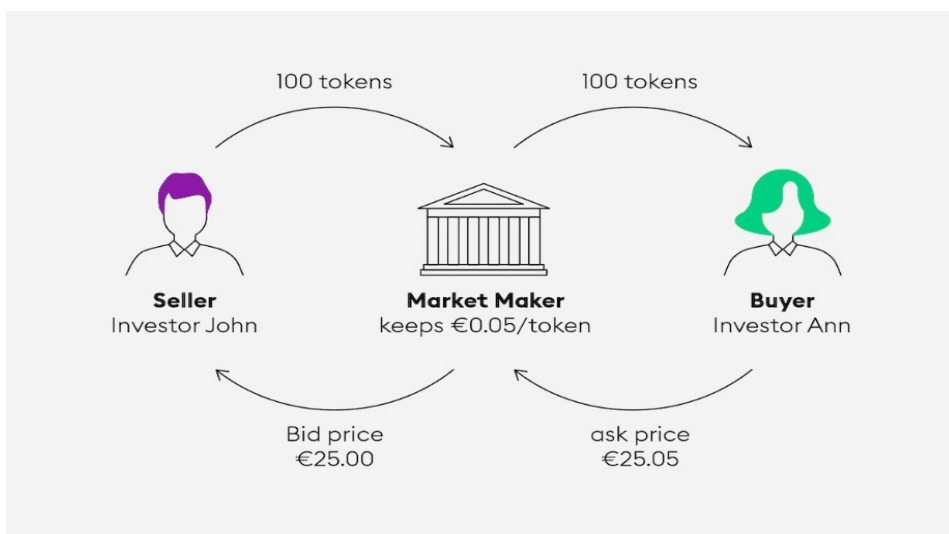 100 tokens
100 tokens
Seller
Investor John
Market Maker
keeps €0.05/token
Buyer
Investor Ann
Bid price
€25.00
ask price
€25.05